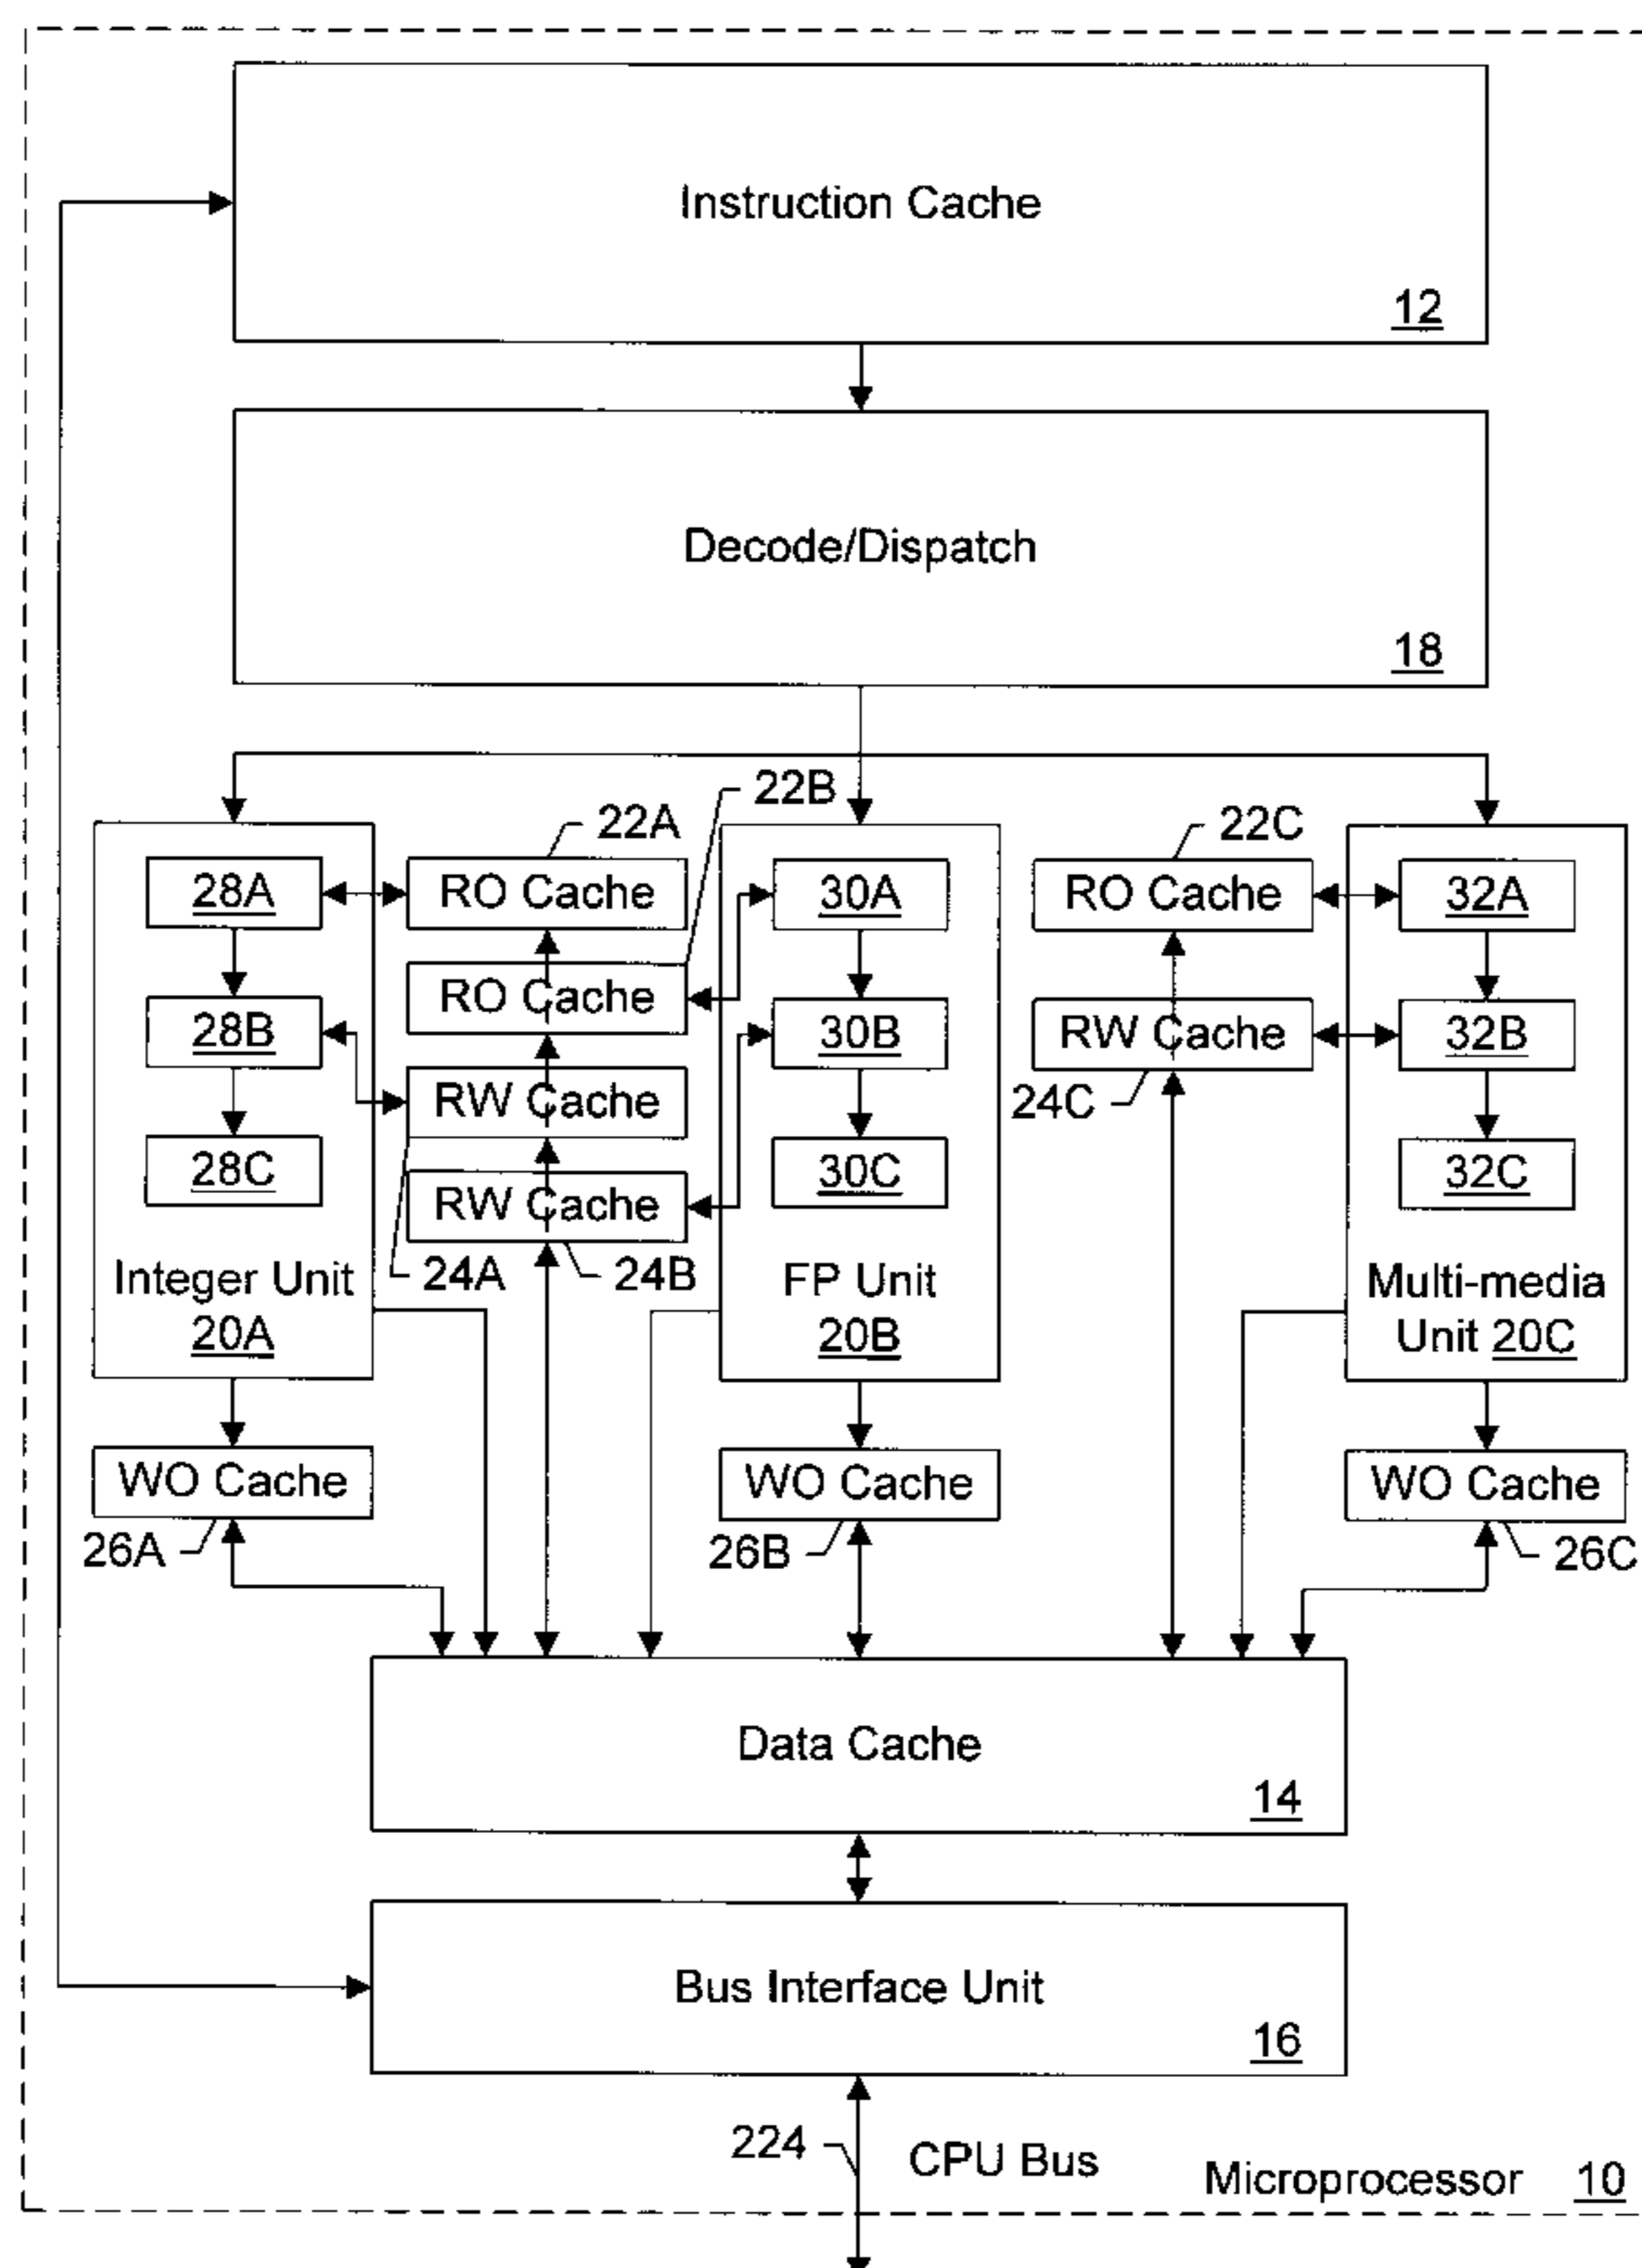 Instruction Cache
12
Decode/Dispatch
18
22B
22A
22C
28A
RO Cache
30A
RO Cache
32A
RO Cache
28B
30B
RW Cache
32B
RW Cache
24C
28C
RW Cache
30C
32C
Integer Unit
20A
24A
24B
FP Unit
20B
Multi-media
Unit 20C
WO Cache
WO Cache
WO Cache
26A
26B
26C
Data Cache
14
Bus Interface Unit
16
224
CPU Bus
Microprocessor 10